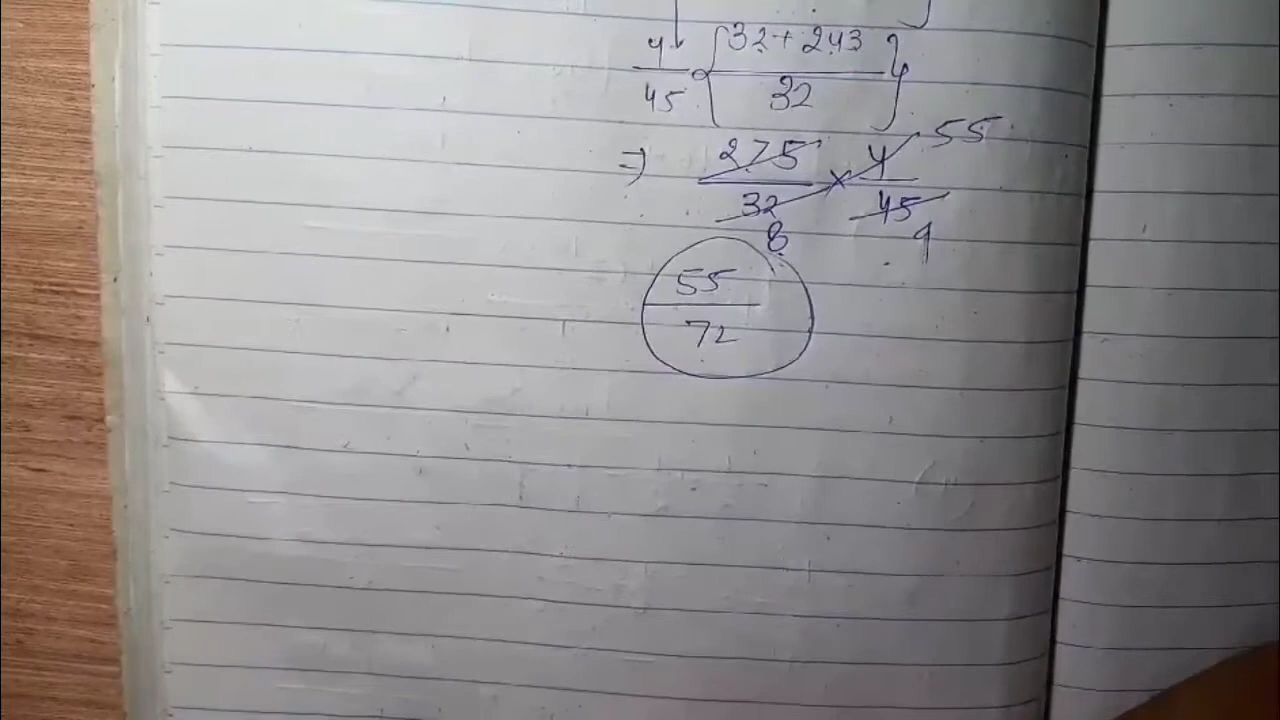 4/45 {32+243/32}
=) 275/32 × 4/45 55
8 9
55/72